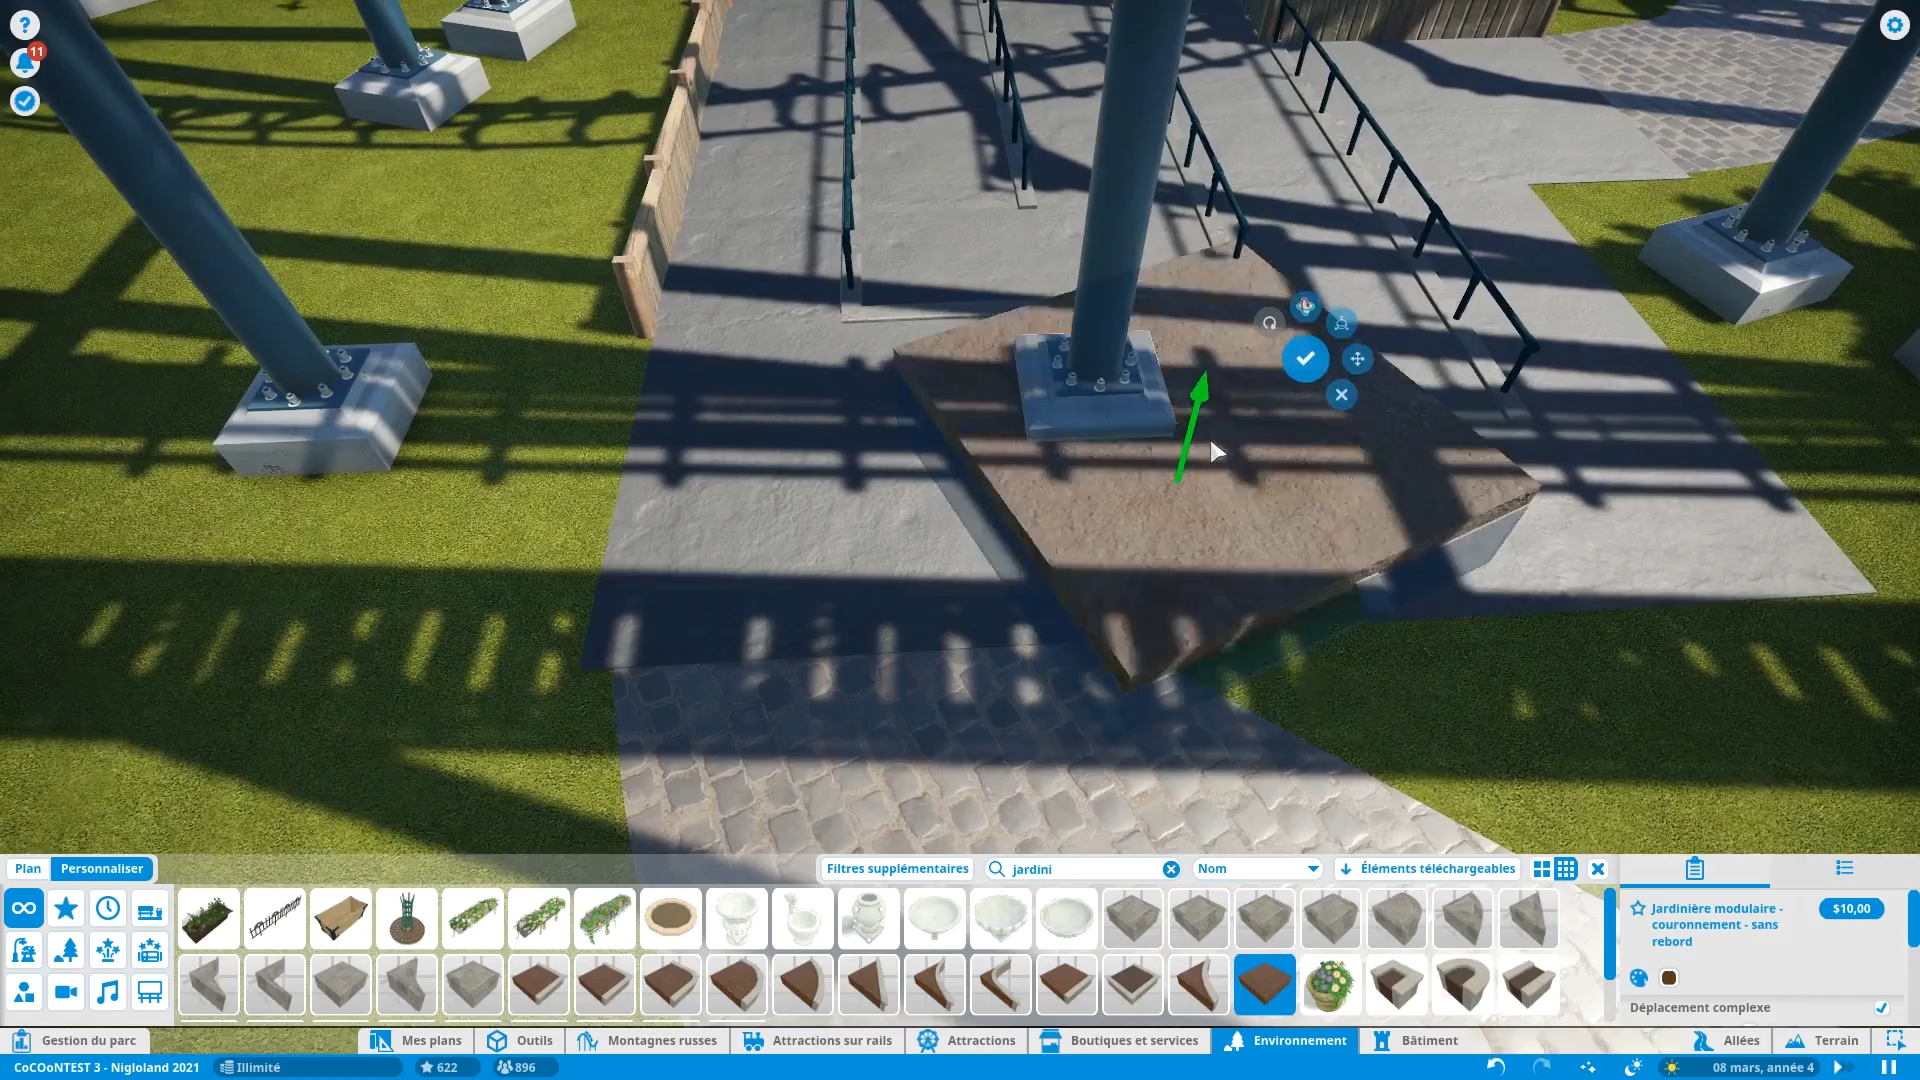 ?
11
Plan
Personnaliser
Filtres supplémentaires
jardini
Nom
Éléments téléchargeables
Jardinière modulaire -
couronnement - sans
rebord
$10,00
Déplacement complexe
Gestion du parc
Mes plans
Outils
Montagnes russes
Attractions sur rails
Attractions
Boutiques et services
Environnement
Bâtiment
Allées
Terrain
CoCOoNTEST 3 - Nigloland 2021
Illimité
622
896
08 mars, année 4